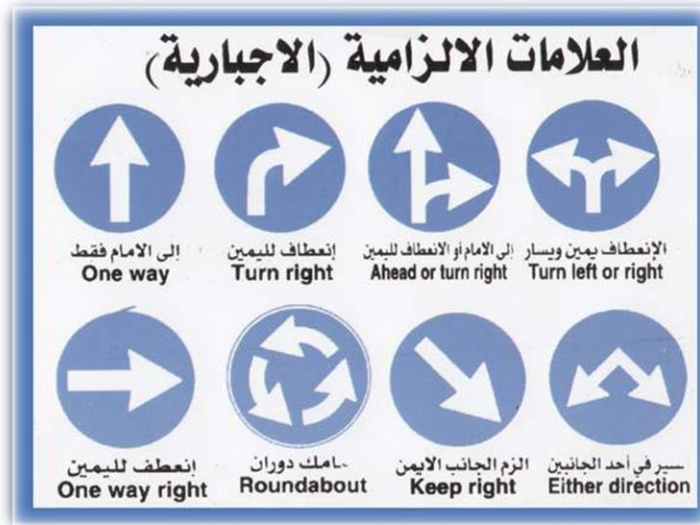 العلامات الالزامية (الاجبارية)
إلى الامام فقط
One way
إنعطاف لليمين
Turn right
إلى الامام أو الانعطاف لليمين
Ahead or turn right
الإنعطاف يمين ويسار
Turn left or right
إنعطف لليمين
One way right
دوران
Roundabout
الزم الجانب الايمن
Keep right
سير في أحد الجانبين
Either direction